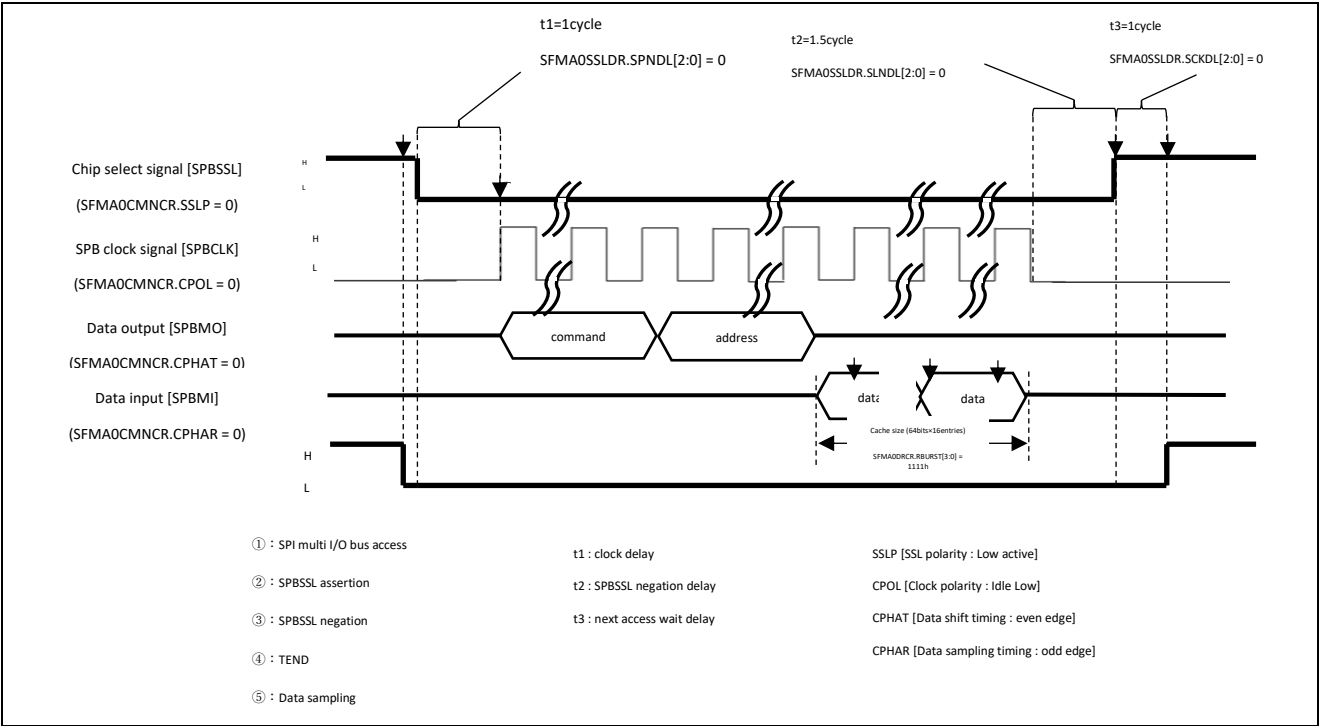 t1=1cycle
SFMA0SSLDR.SPNDL[2:0] = 0
t2=1.5cycle
SFMA0SSLDR.SLNDL[2:0] = 0
t3=1cycle
SFMA0SSLDR.SCKDL[2:0] = 0
Chip select signal [SPBSSL]
(SFMA0CMNCR.SSLP = 0)
H
L
SPB clock signal [SPBCLK]
(SFMA0CMNCR.CPOL = 0)
H
L
Data output [SPBMO]
(SFMA0CMNCR.CPHAT = 0)
command
address
Data input [SPBMI]
(SFMA0CMNCR.CPHAR = 0)
data
data
Cache size (64bits×16entries)
SFMA0DRCR.RBURST[3:0] =
1111h
H
L
①：SPI multi I/O bus access
②：SPBSSL assertion
③：SPBSSL negation
④：TEND
⑤：Data sampling
t1 : clock delay
t2 : SPBSSL negation delay
t3 : next access wait delay
SSLP [SSL polarity : Low active]
CPOL [Clock polarity : Idle Low]
CPHAT [Data shift timing : even edge]
CPHAR [Data sampling timing : odd edge]